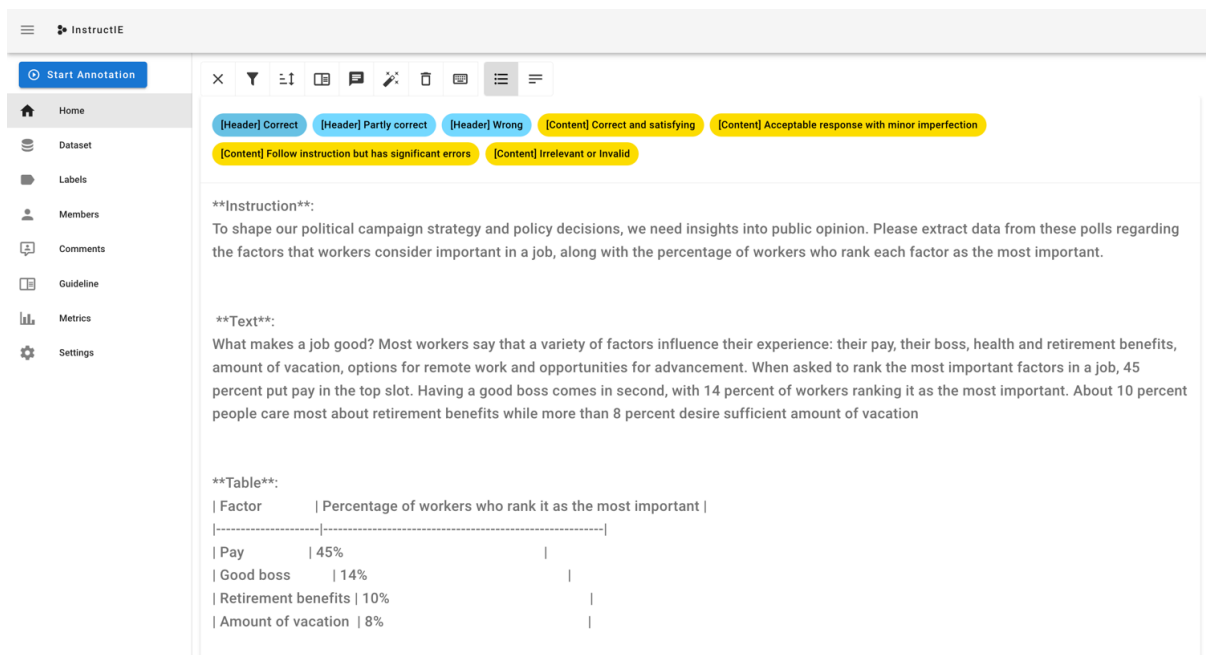 InstructIE
Start Annotation
Home
Dataset
Labels
Members
Comments
Guideline
Metrics
Settings
[Header] Correct
[Header] Partly correct
[Header] Wrong
[Content] Correct and satisfying
[Content] Acceptable response with minor imperfection
[Content] Follow instruction but has significant errors
[Content] Irrelevant or Invalid
**Instruction**:
To shape our political campaign strategy and policy decisions, we need insights into public opinion. Please extract data from these polls regarding
the factors that workers consider important in a job, along with the percentage of workers who rank each factor as the most important.
**Text**:
What makes a job good? Most workers say that a variety of factors influence their experience: their pay, their boss, health and retirement benefits,
amount of vacation, options for remote work and opportunities for advancement. When asked to rank the most important factors in a job, 45
percent put pay in the top slot. Having a good boss comes in second, with 14 percent of workers ranking it as the most important. About 10 percent
people care most about retirement benefits while more than 8 percent desire sufficient amount of vacation
**Table**:
| Factor | Percentage of workers who rank it as the most important |
|---------------------|---------------------------------------------------------|
| Pay | 45% |
| Good boss | 14% |
| Retirement benefits | 10% |
| Amount of vacation | 8% |